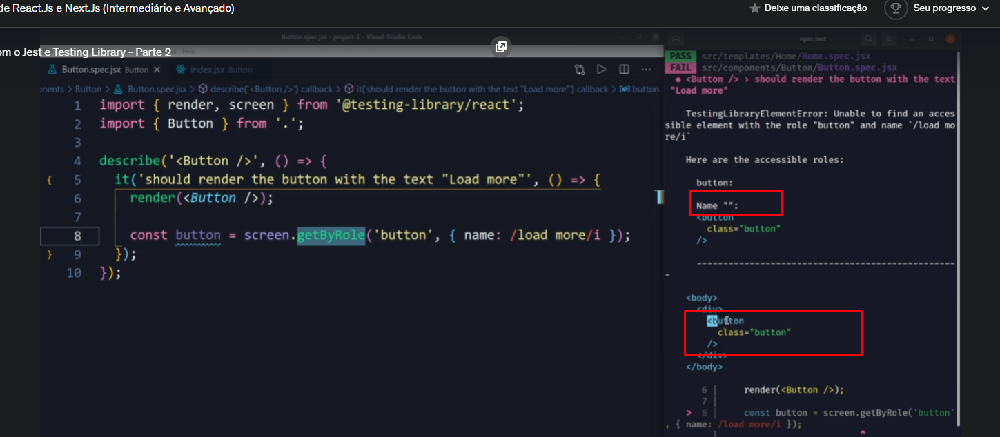 de React.Js e Next.Js (Intermediário e Avançado)
Deixe uma classificação
Seu progresso
Button.spec.jsx - project-1 - Visual Studio Code
npm test
om o Jest e Testing Library - Parte 2
Help
Button.spec.jsx Button
index.jsx Button
onents > Button > Button.spec.jsx > describe('<Button />') callback > it('should render the button with the text "Load more"') callback > button
1 import { render, screen } from '@testing-library/react';
2 import { Button } from '.';
3
4 describe('<Button />', () => {
5 it('should render the button with the text "Load more"', () => {
6 render(<Button />);
7
8 const button = screen.getByRole('button', { name: /load more/i });
9 });
10 });
PASS src/templates/Home/Home.spec.jsx
FAIL src/components/Button/Button.spec.jsx
● <Button /> › should render the button with the text
"Load more"
TestingLibraryElementError: Unable to find an acces
sible element with the role "button" and name `/load mo
re/i`
Here are the accessible roles:
button:
Name "":
<button
class="button"
/>
--------------------------------------------------
-
<body>
<div>
<button
class="button"
/>
</div>
</body>
6 | render(<Button />);
7 |
> 8 | const button = screen.getByRole('button'
, { name: /load more/i });
| ^